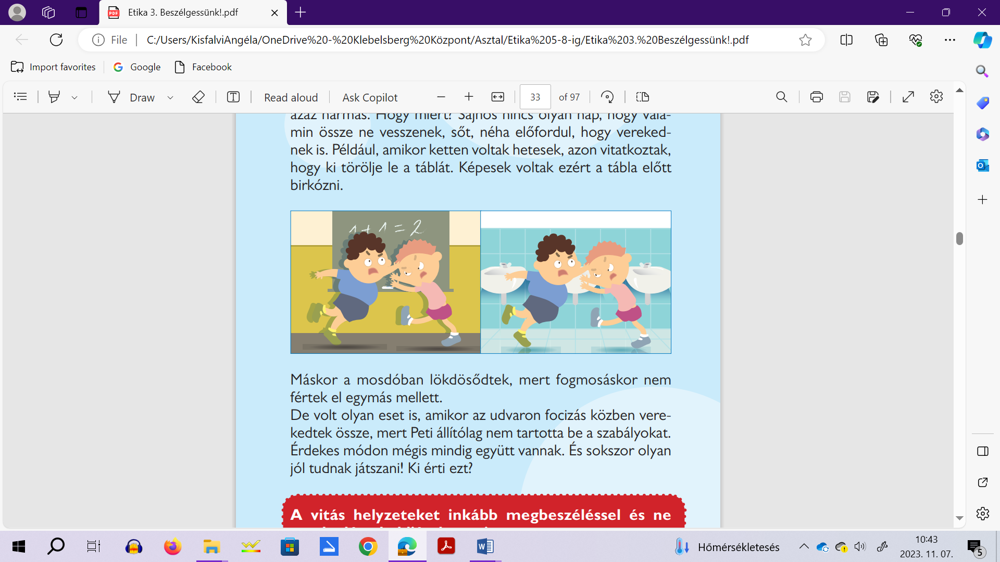 Etika 3. Beszélgessünk!.pdf
File C:/Users/KisfalviAngéla/OneDrive%20-%20Klebelsberg%20Központ/Asztal/Etika%205-8-ig/Etika%203.%20Beszélgessünk!.pdf
Import favorites Google Facebook
Draw Read aloud Ask Copilot 33 of 97
azaz hármas. Hogy miért? Sajnos nincs olyan nap, hogy vala-
min össze ne vesszenek, sőt, néha előfordul, hogy vereked-
nek is. Például, amikor ketten voltak hetesek, azon vitatkoztak,
hogy ki törölje le a táblát. Képesek voltak ezért a tábla előtt
birkózni.
1 + 1 = 2
Máskor a mosdóban lökdösődtek, mert fogmosáskor nem
fértek el egymás mellett.
De volt olyan eset is, amikor az udvaron focizás közben vere-
kedtek össze, mert Peti állítólag nem tartotta be a szabályokat.
Érdekes módon mégis mindig együtt vannak. És sokszor olyan
jól tudnak játszani! Ki érti ezt?
A vitás helyzeteket inkább megbeszéléssel és ne
Hőmérsékletesés
10:43
2023. 11. 07.
5